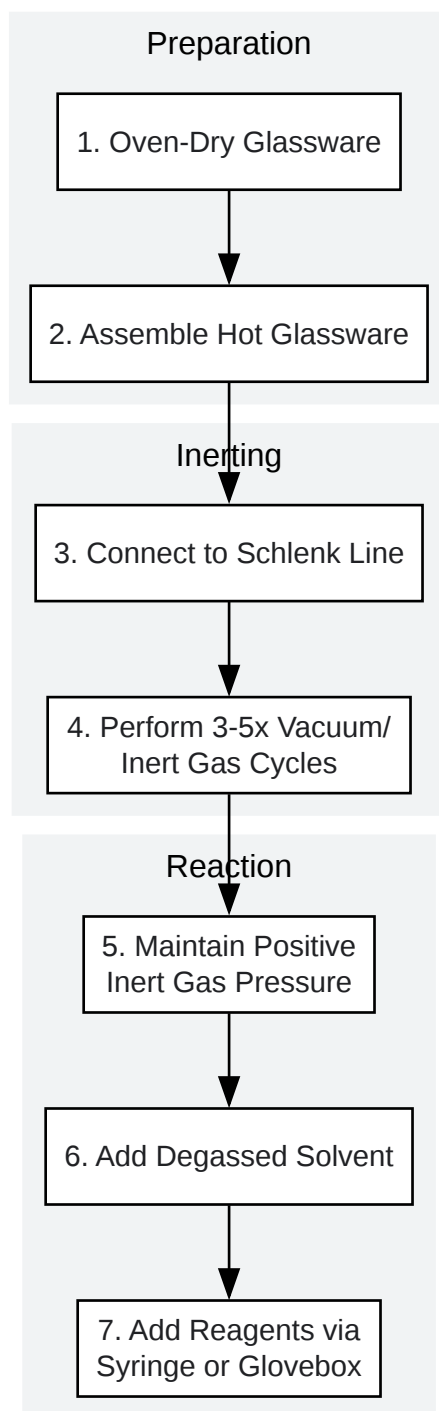 Preparation
1. Oven-Dry Glassware
2. Assemble Hot Glassware
Inerting
3. Connect to Schlenk Line
4. Perform 3-5x Vacuum/
Inert Gas Cycles
Reaction
5. Maintain Positive
Inert Gas Pressure
6. Add Degassed Solvent
7. Add Reagents via
Syringe or Glovebox